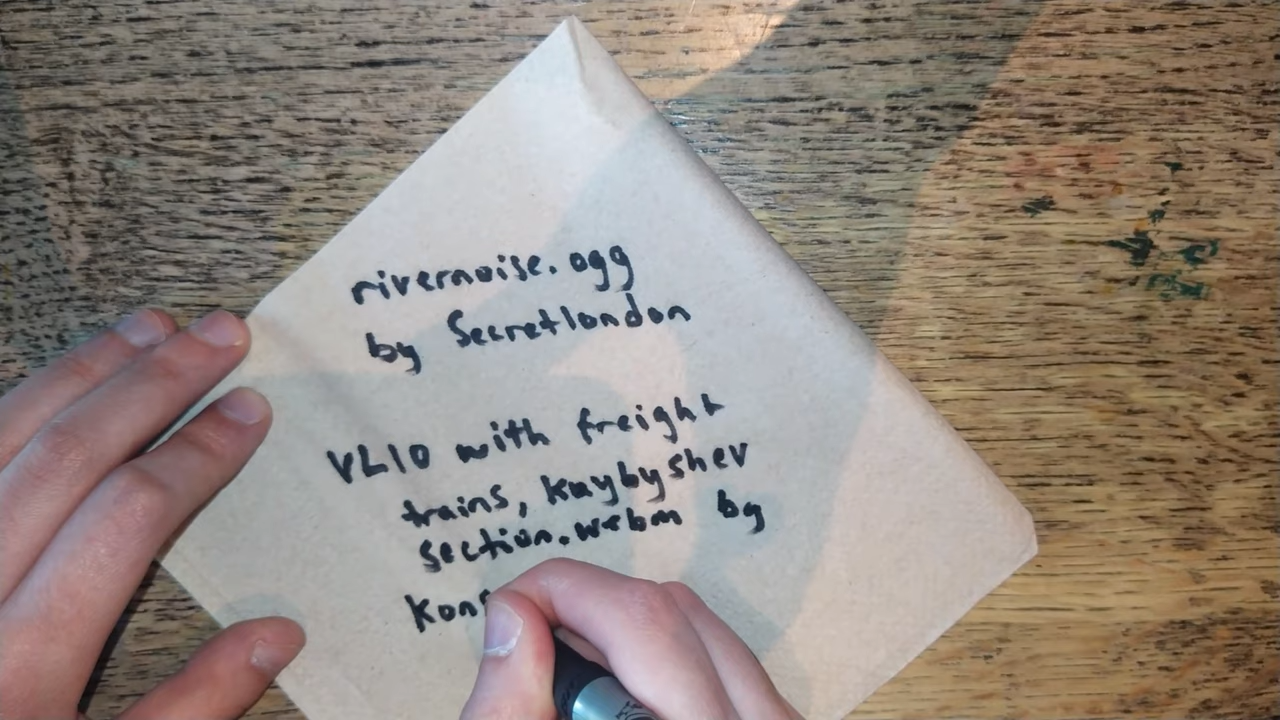 rivernoise.ogg
by Secretlondon
VL10 with freight
trains, kuybyshev
section.webm by